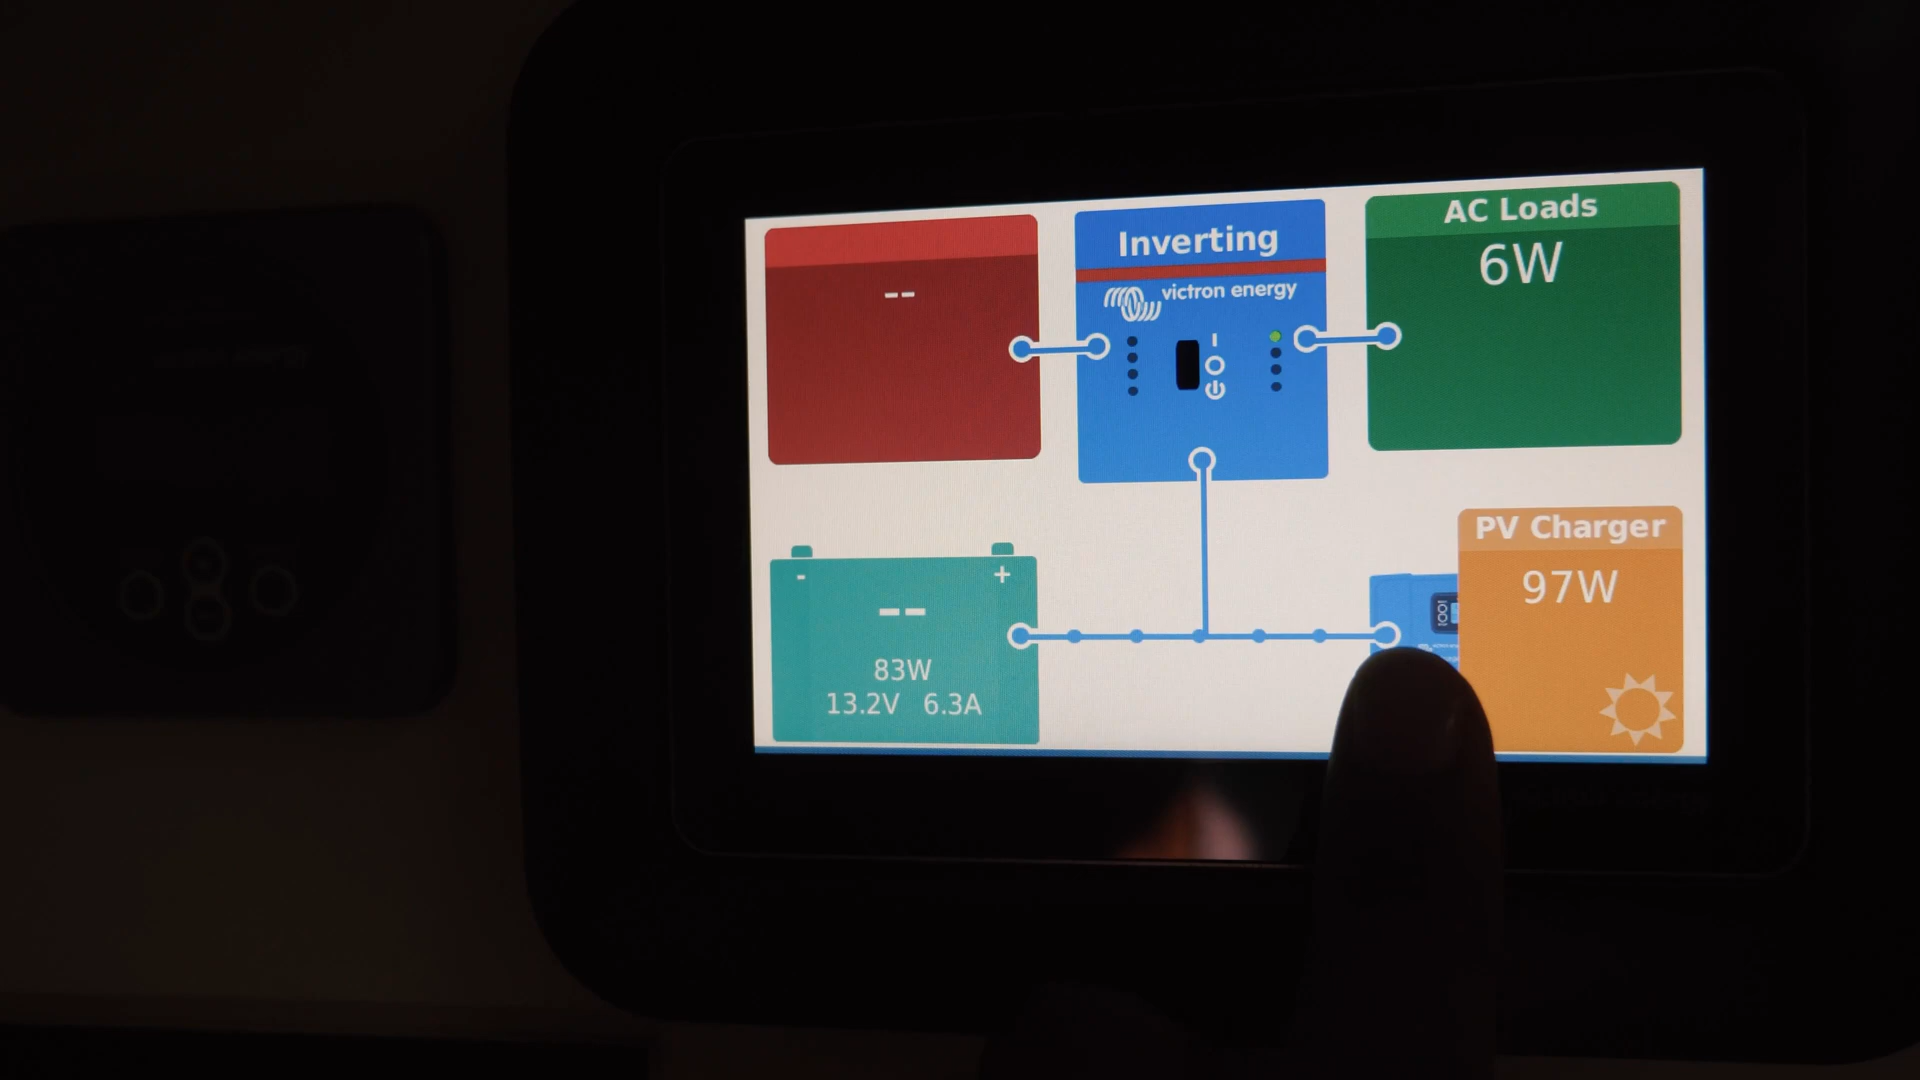 --
Inverting
victron energy
AC Loads
6W
- +
--
83W
13.2V 6.3A
PV Charger
97W